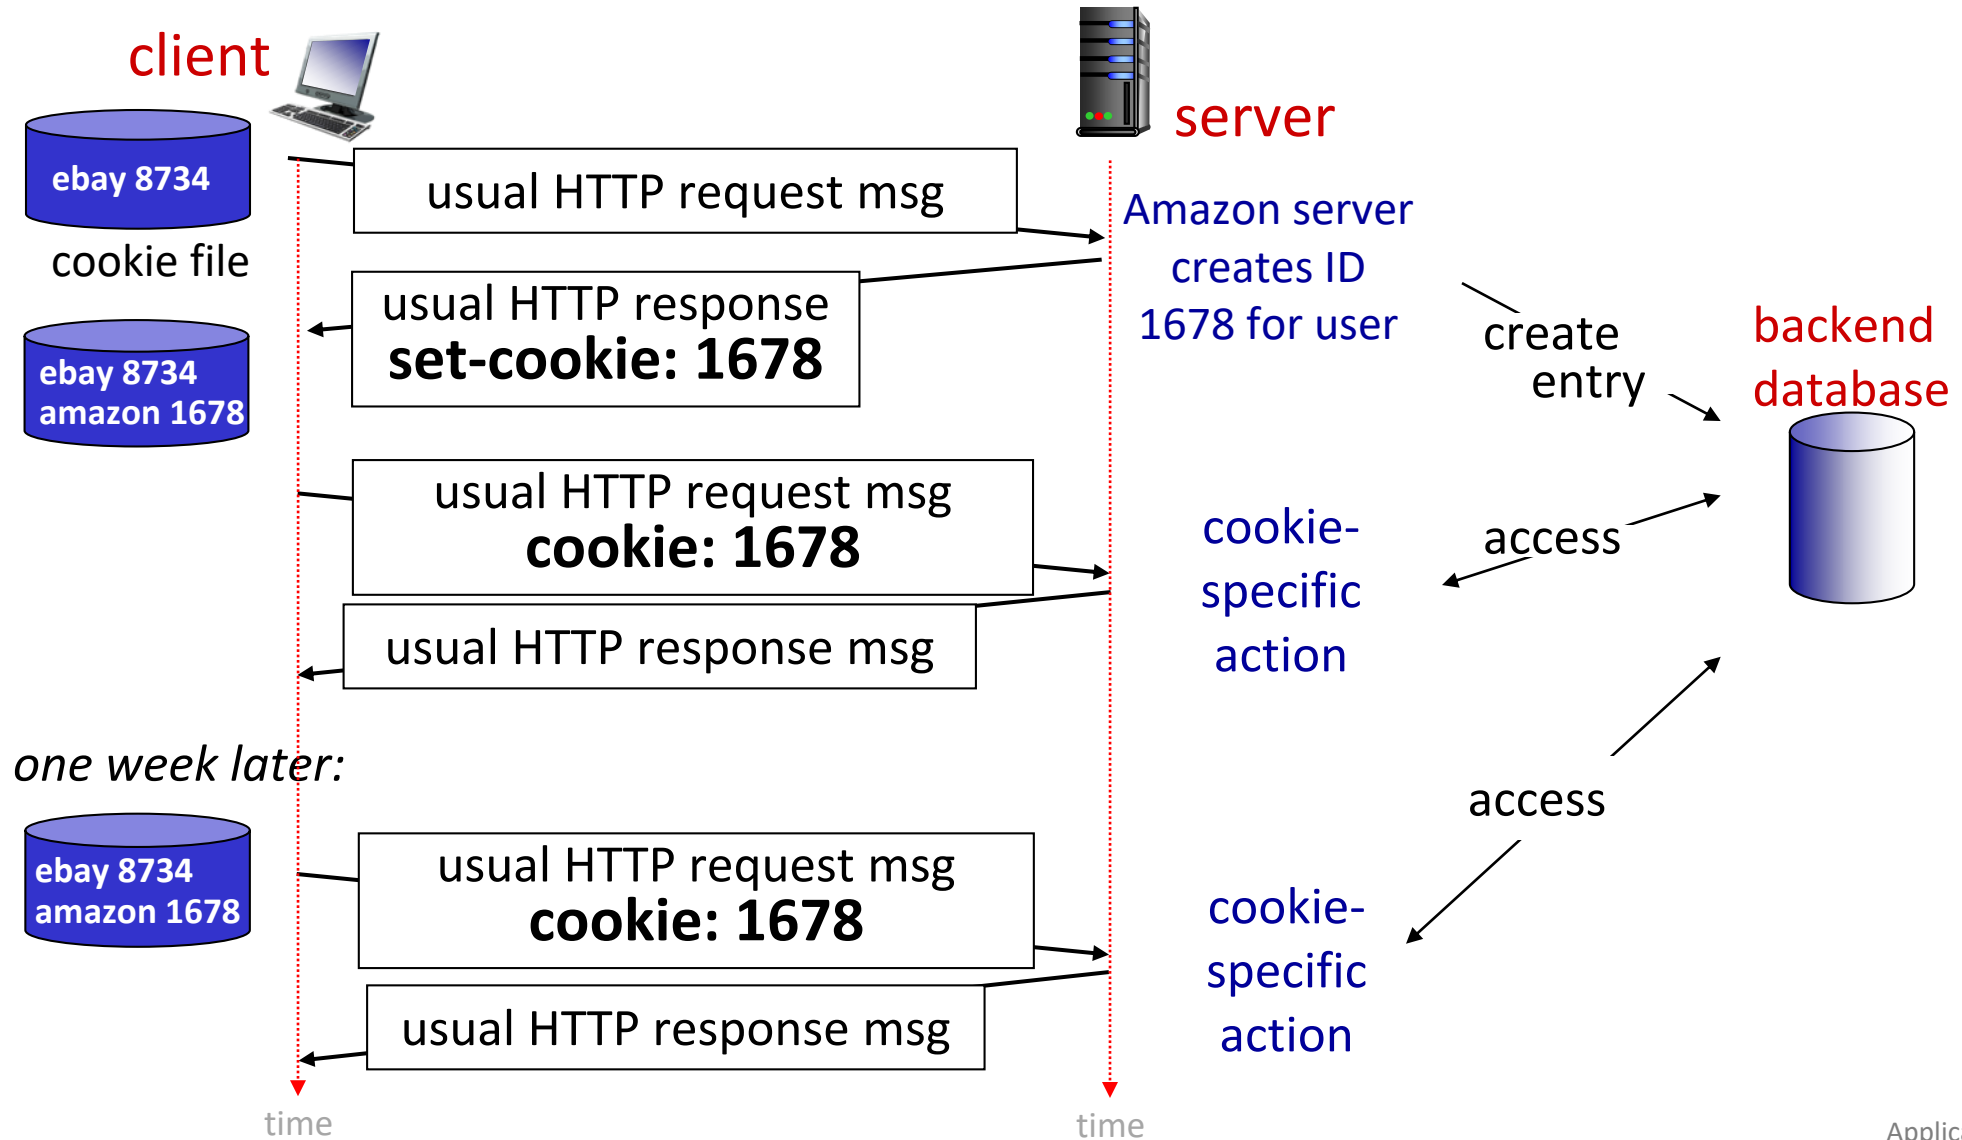 client
server
ebay 8734
cookie file
usual HTTP request msg
Amazon server
creates ID
1678 for user
usual HTTP response
set-cookie: 1678
create
entry
backend
database
ebay 8734
amazon 1678
usual HTTP request msg
cookie: 1678
cookie-
specific
action
access
usual HTTP response msg
one week later:
access
ebay 8734
amazon 1678
usual HTTP request msg
cookie: 1678
cookie-
specific
action
usual HTTP response msg
time
time